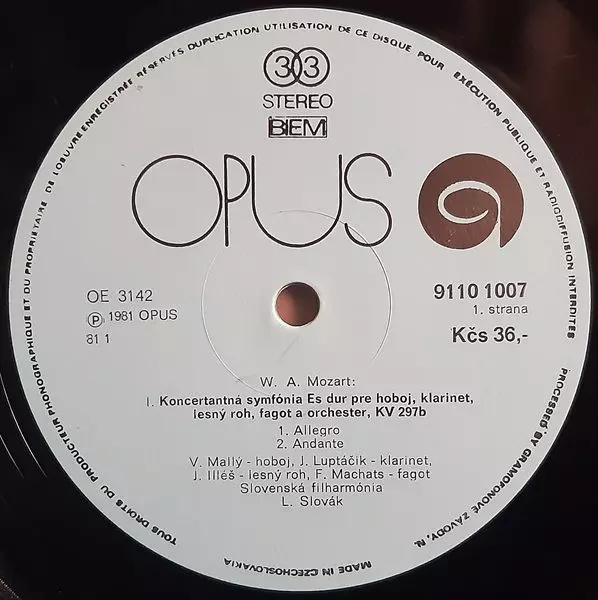 33
STEREO
BIEM
OPUS
OE 3142
℗ 1981 OPUS
81 1
9110 1007
1. strana
Kčs 36,-
W. A. Mozart:
I. Koncertantná symfónia Es dur pre hoboj, klarinet,
lesný roh, fagot a orchester, KV 297b
1. Allegro
2. Andante
V. Mallý - hoboj, J. Luptáčik - klarinet,
J. Illéš - lesný roh, F. Machats - fagot
Slovenská filharmónia
L. Slovák
TOUS DROITS DU PRODUCTEUR PHONOGRAPHIQUE ET DU PROPRIETAIRE DE L'OEUVRE ENREGISTRÉE RÉSERVÉS DUPLICATION UTILISATION DE CE DISQUE POUR EXÉCUTION PUBLIQUE ET RADIODIFFUSION INTERDITES
PROCESSED BY GRAMOFONOVÉ ZÁVODY, N.
MADE IN CZECHOSLOVAKIA